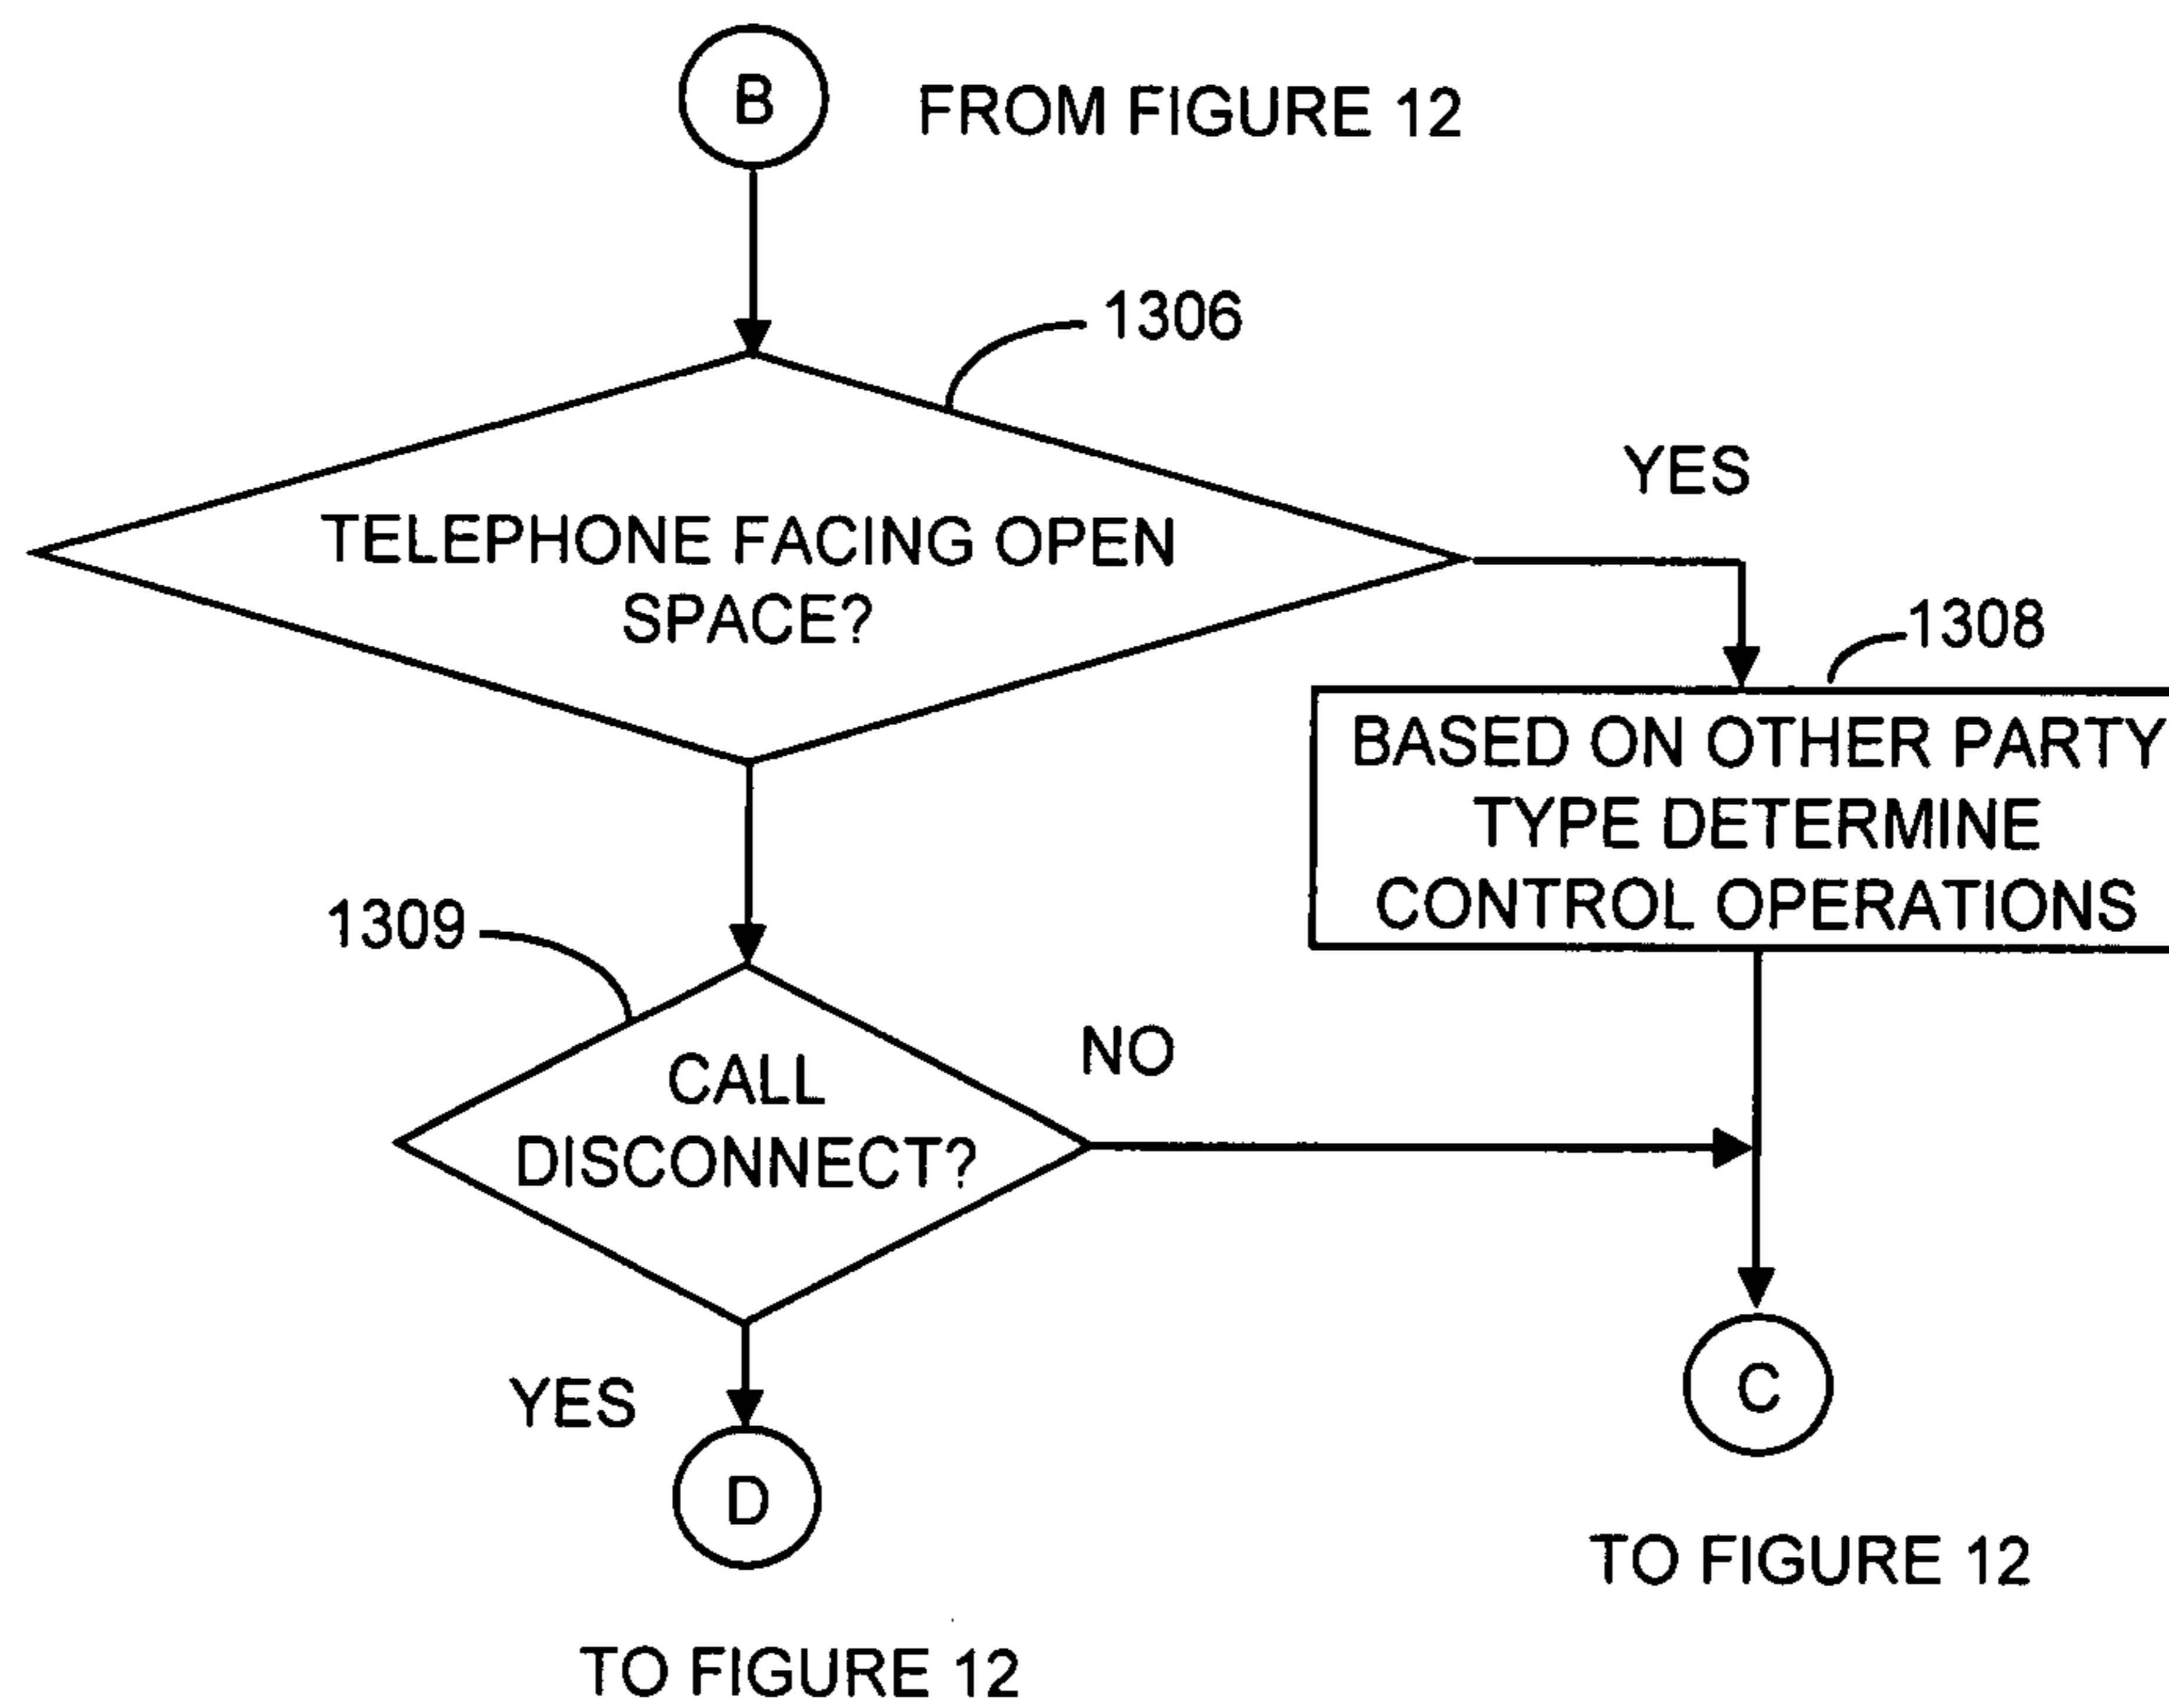 B
FROM FIGURE 12
1306
YES
TELEPHONE FACING OPEN
SPACE?
1308
BASED ON OTHER PARTY
TYPE DETERMINE
CONTROL OPERATIONS
1309
NO
CALL
DISCONNECT?
YES
C
D
TO FIGURE 12
TO FIGURE 12